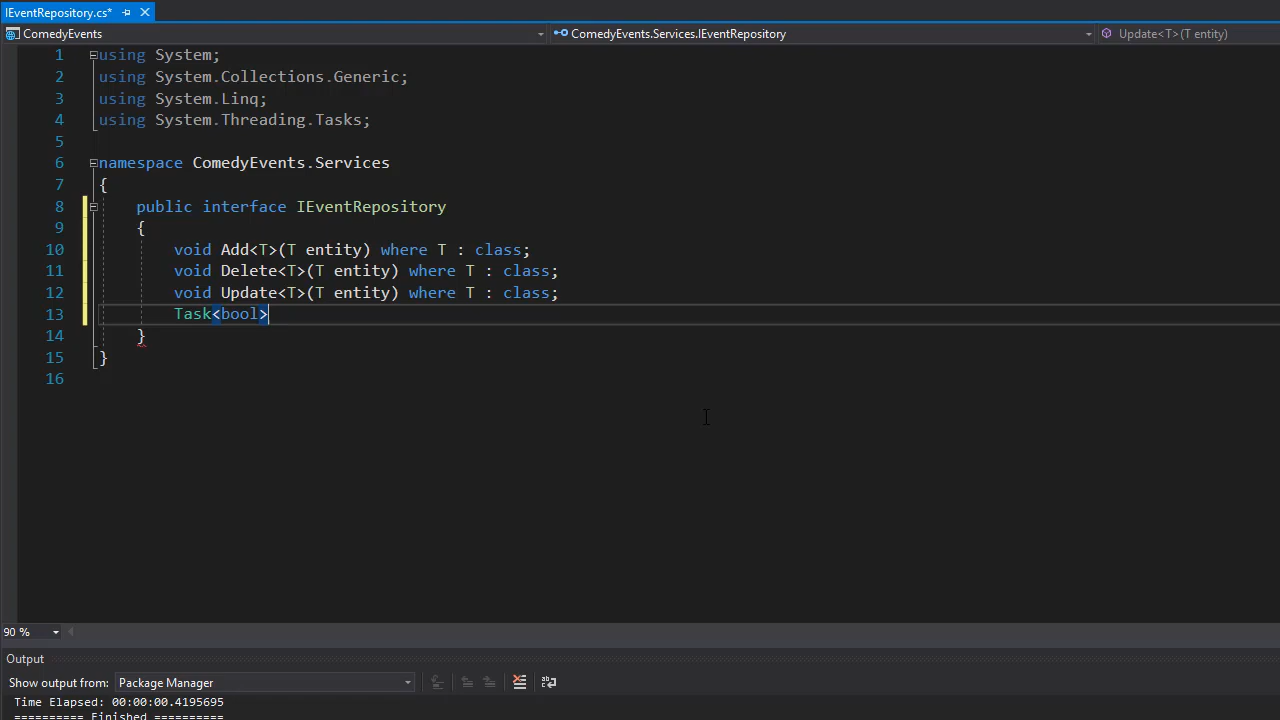 IEventRepository.cs*
ComedyEvents ComedyEvents.Services.IEventRepository Update<T>(T entity)
1 using System;
2 using System.Collections.Generic;
3 using System.Linq;
4 using System.Threading.Tasks;
5
6 namespace ComedyEvents.Services
7 {
8 public interface IEventRepository
9 {
10 void Add<T>(T entity) where T : class;
11 void Delete<T>(T entity) where T : class;
12 void Update<T>(T entity) where T : class;
13 Task<bool>
14 }
15 }
16
90 %
Output
Show output from: Package Manager
Time Elapsed: 00:00:00.4195695
========== Finished ==========